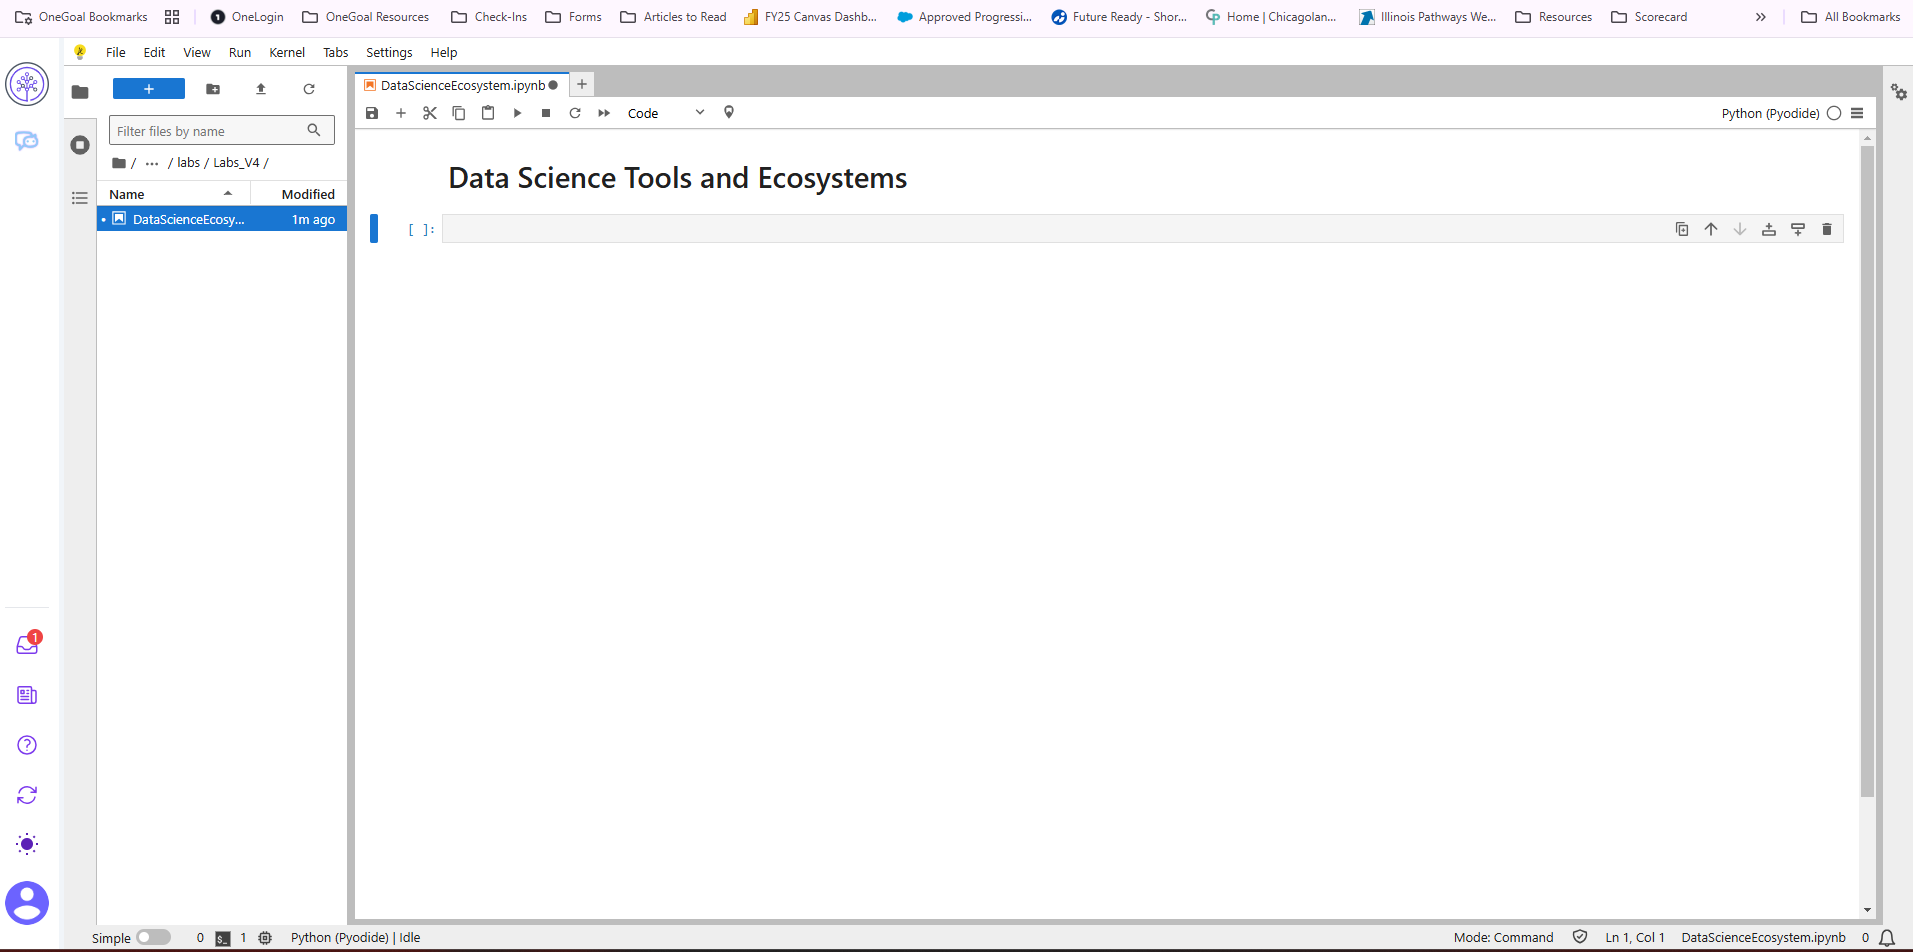 OneGoal Bookmarks OneLogin OneGoal Resources Check-Ins Forms Articles to Read FY25 Canvas Dashb... Approved Progressi... Future Ready - Shor... Home | Chicagolan... Illinois Pathways We... Resources Scorecard » All Bookmarks
File Edit View Run Kernel Tabs Settings Help
DataScienceEcosystem.ipynb
Code
Python (Pyodide)
Filter files by name
/ ... / labs / Labs_V4 /
Name Modified
DataScienceEcosy... 1m ago
Data Science Tools and Ecosystems
[ ]:
1
Simple 0 $_ 1 Python (Pyodide) | Idle Mode: Command Ln 1, Col 1 DataScienceEcosystem.ipynb 0